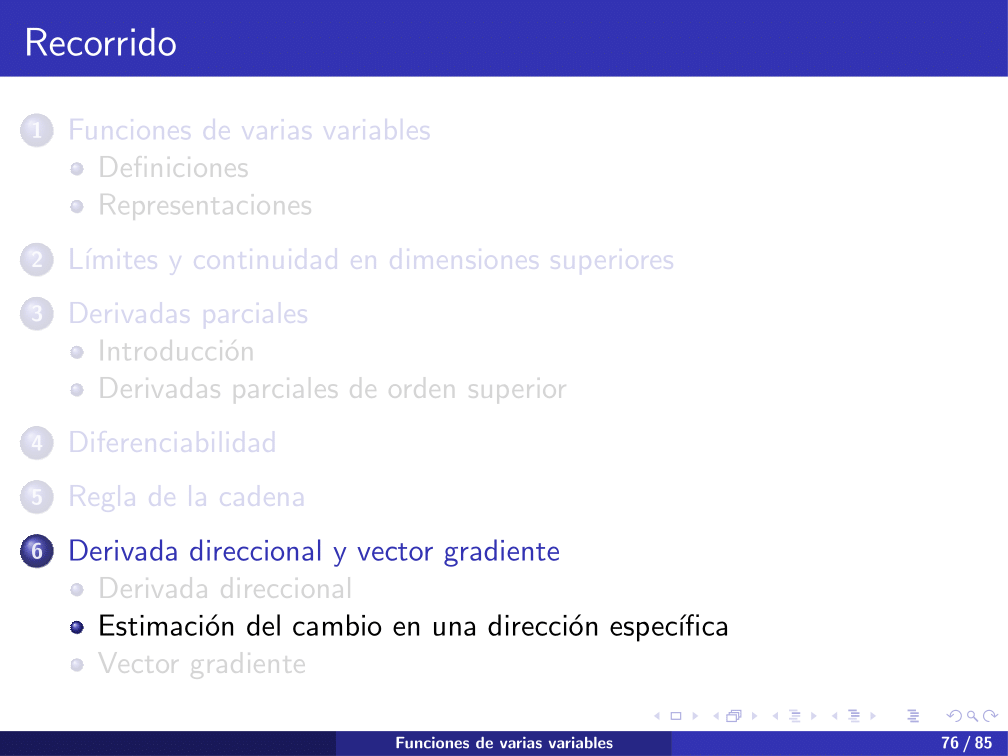 Recorrido
1 Funciones de varias variables
Definiciones
Representaciones
2 Límites y continuidad en dimensiones superiores
3 Derivadas parciales
Introducción
Derivadas parciales de orden superior
4 Diferenciabilidad
5 Regla de la cadena
6 Derivada direccional y vector gradiente
Derivada direccional
Estimación del cambio en una dirección específica
Vector gradiente
Funciones de varias variables 76 / 85